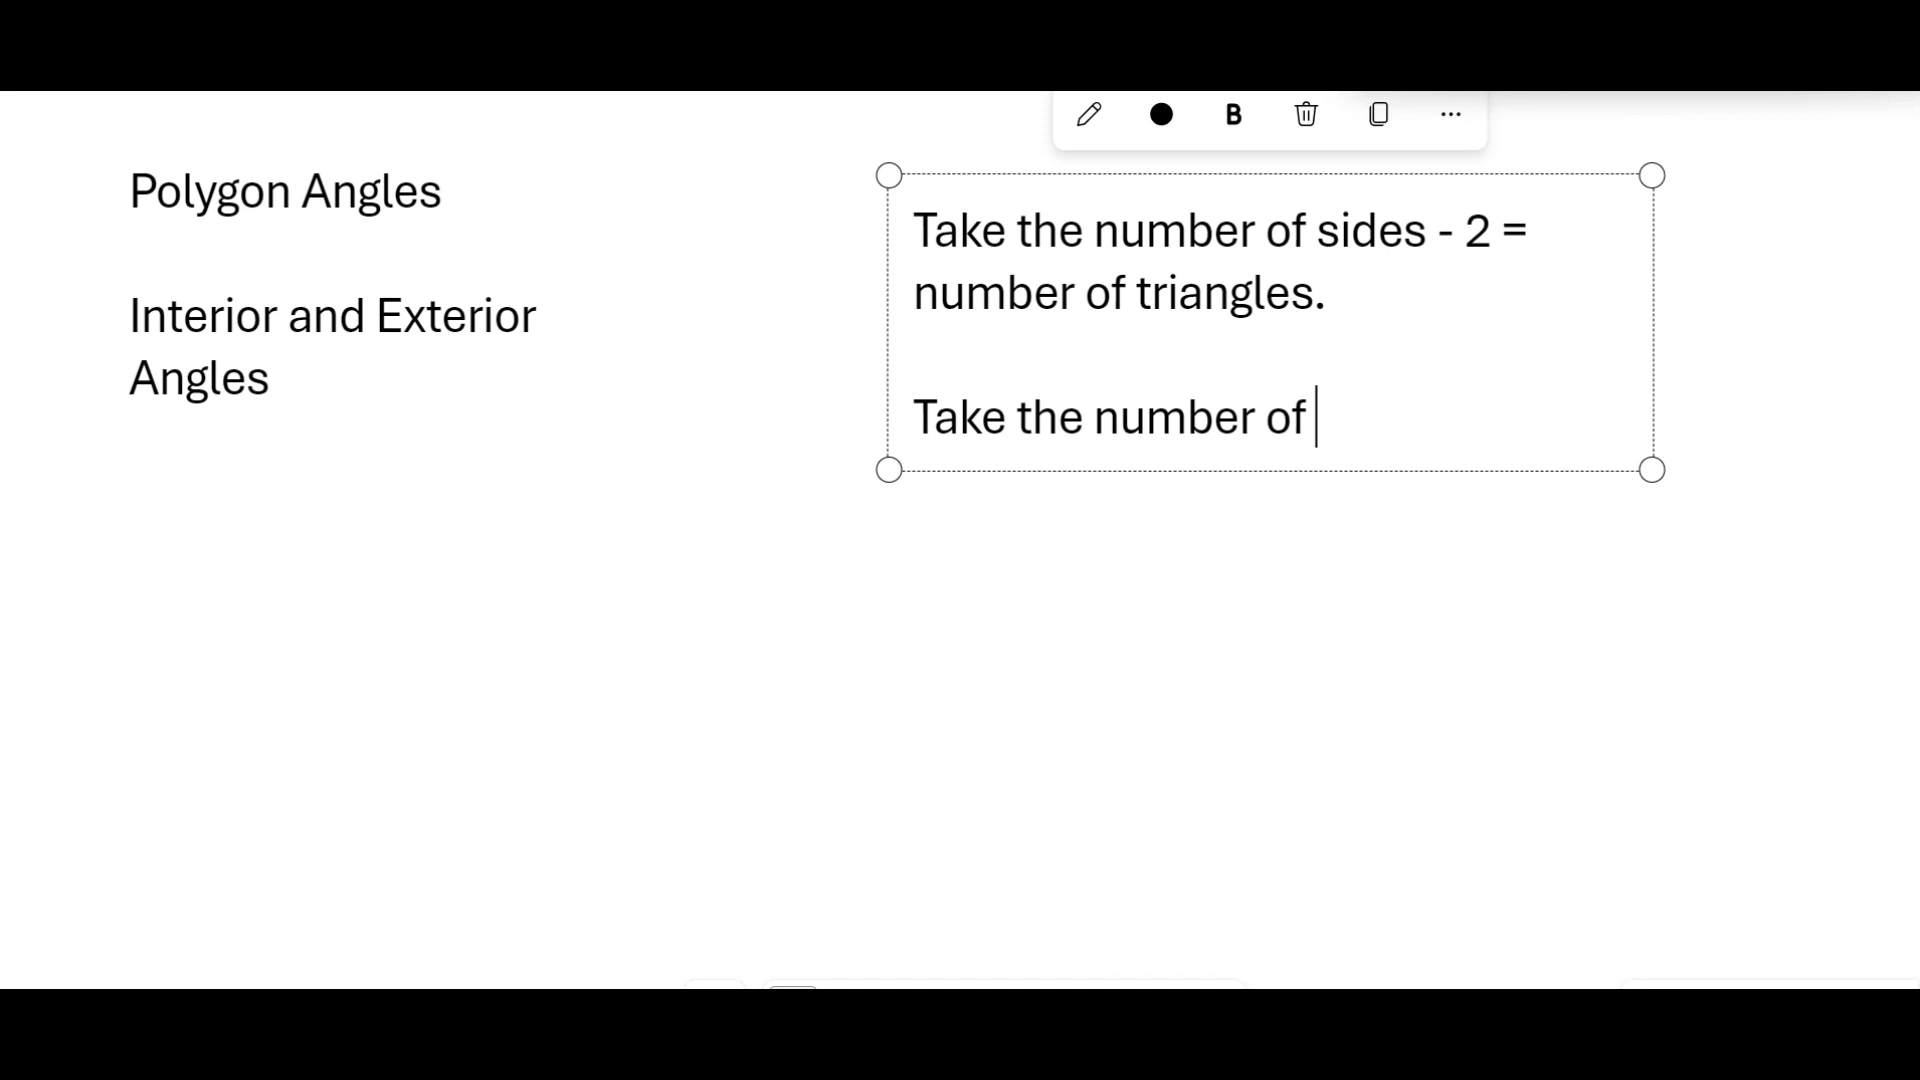 Polygon Angles
Interior and Exterior
Angles
B
Take the number of sides - 2 =
number of triangles.
Take the number of